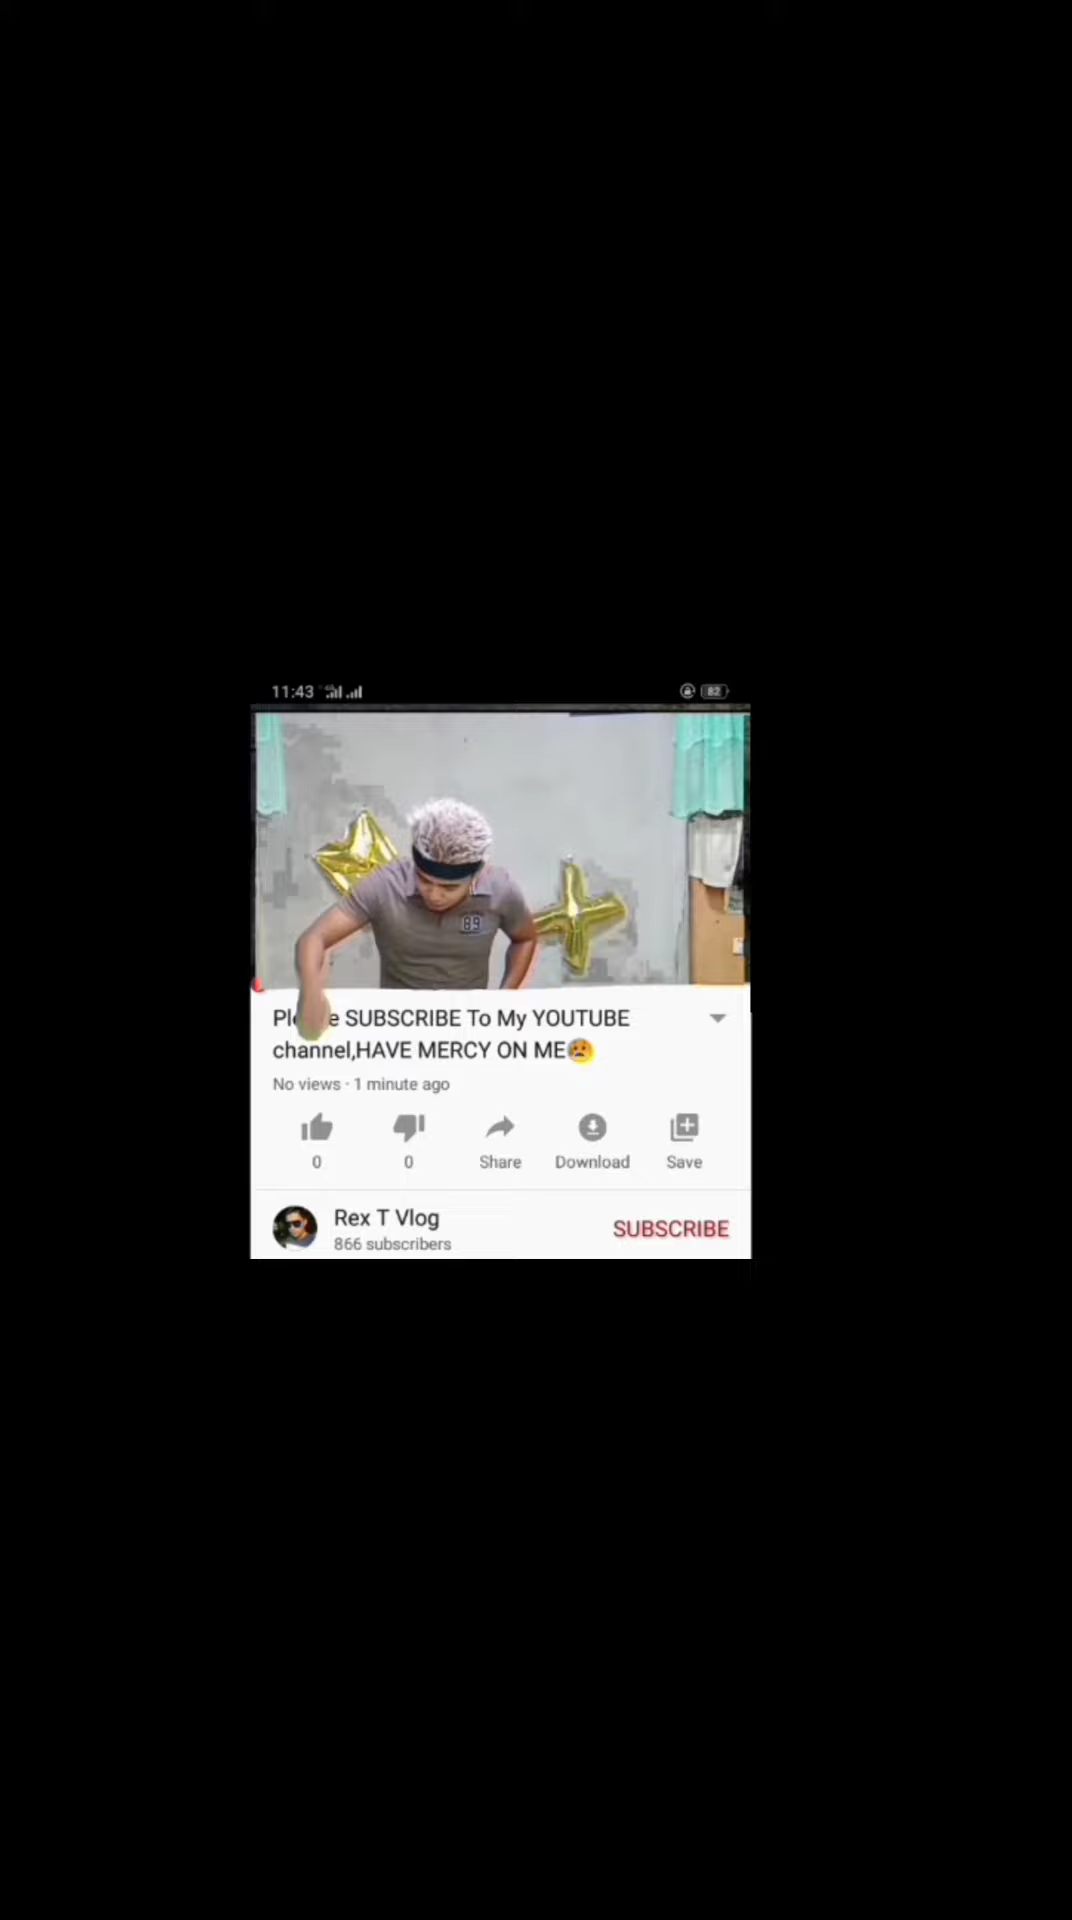 11:43
82
89
SUBSCRIBE To My YOUTUBE
channel,HAVE MERCY ON ME😥
No views · 1 minute ago
0
0
Share
Download
Save
Rex T Vlog
SUBSCRIBE
866 subscribers